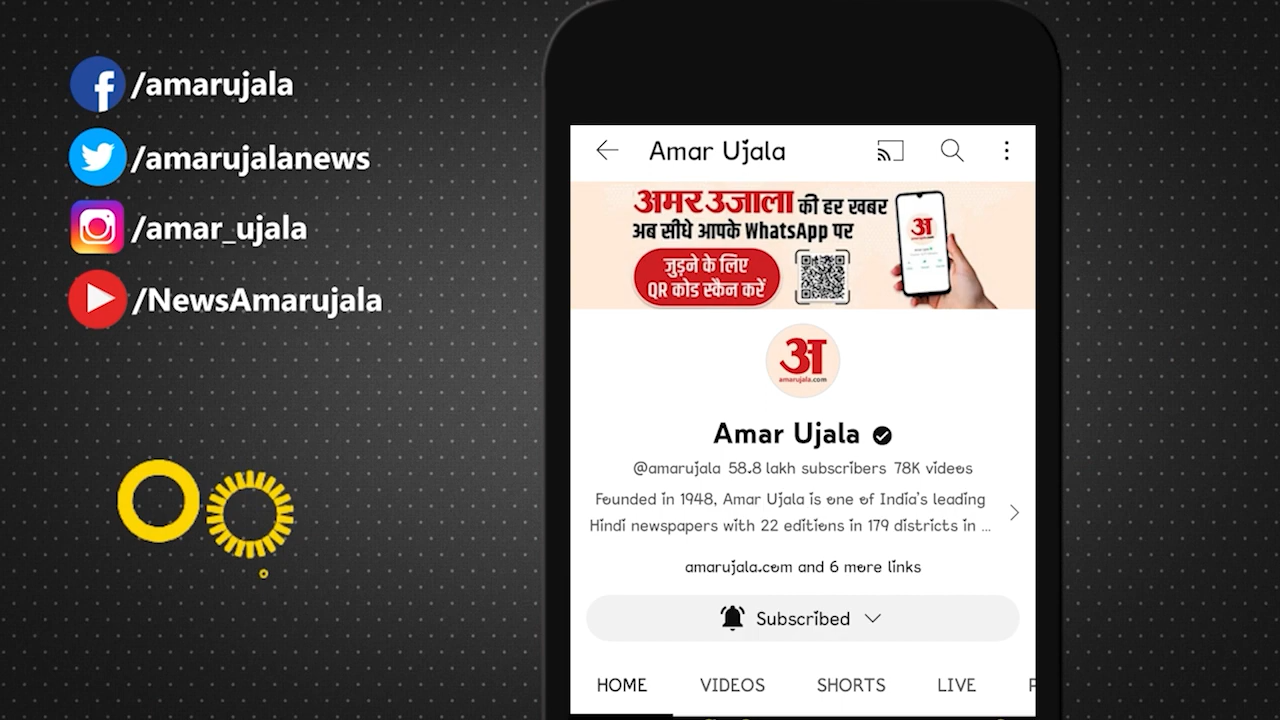 /amarujala
/amarujalanews
/amar_ujala
/NewsAmarujala
Amar Ujala
अमर उजाला की हर खबर
अब सीधे आपके WhatsApp पर
जुड़ने के लिए
QR कोड स्कैन करें
अ
अ
amarujala.com
Amar Ujala
@amarujala 58.8 lakh subscribers 78K videos
Founded in 1948, Amar Ujala is one of India's leading
Hindi newspapers with 22 editions in 179 districts in ...
amarujala.com and 6 more links
Subscribed
HOME VIDEOS SHORTS LIVE